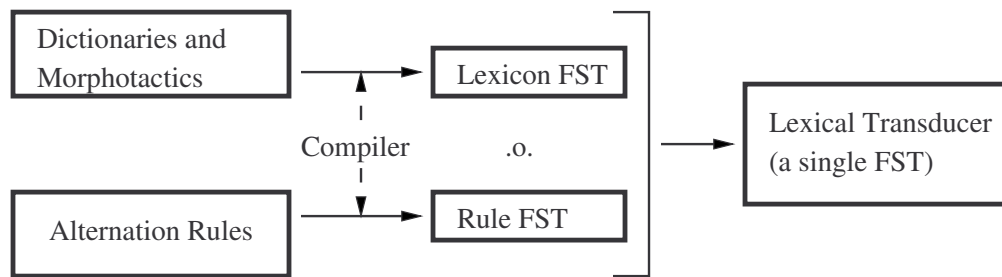 Dictionaries and
Morphotactics
Lexicon FST
Compiler
.o.
Lexical Transducer
(a single FST)
Alternation Rules
Rule FST